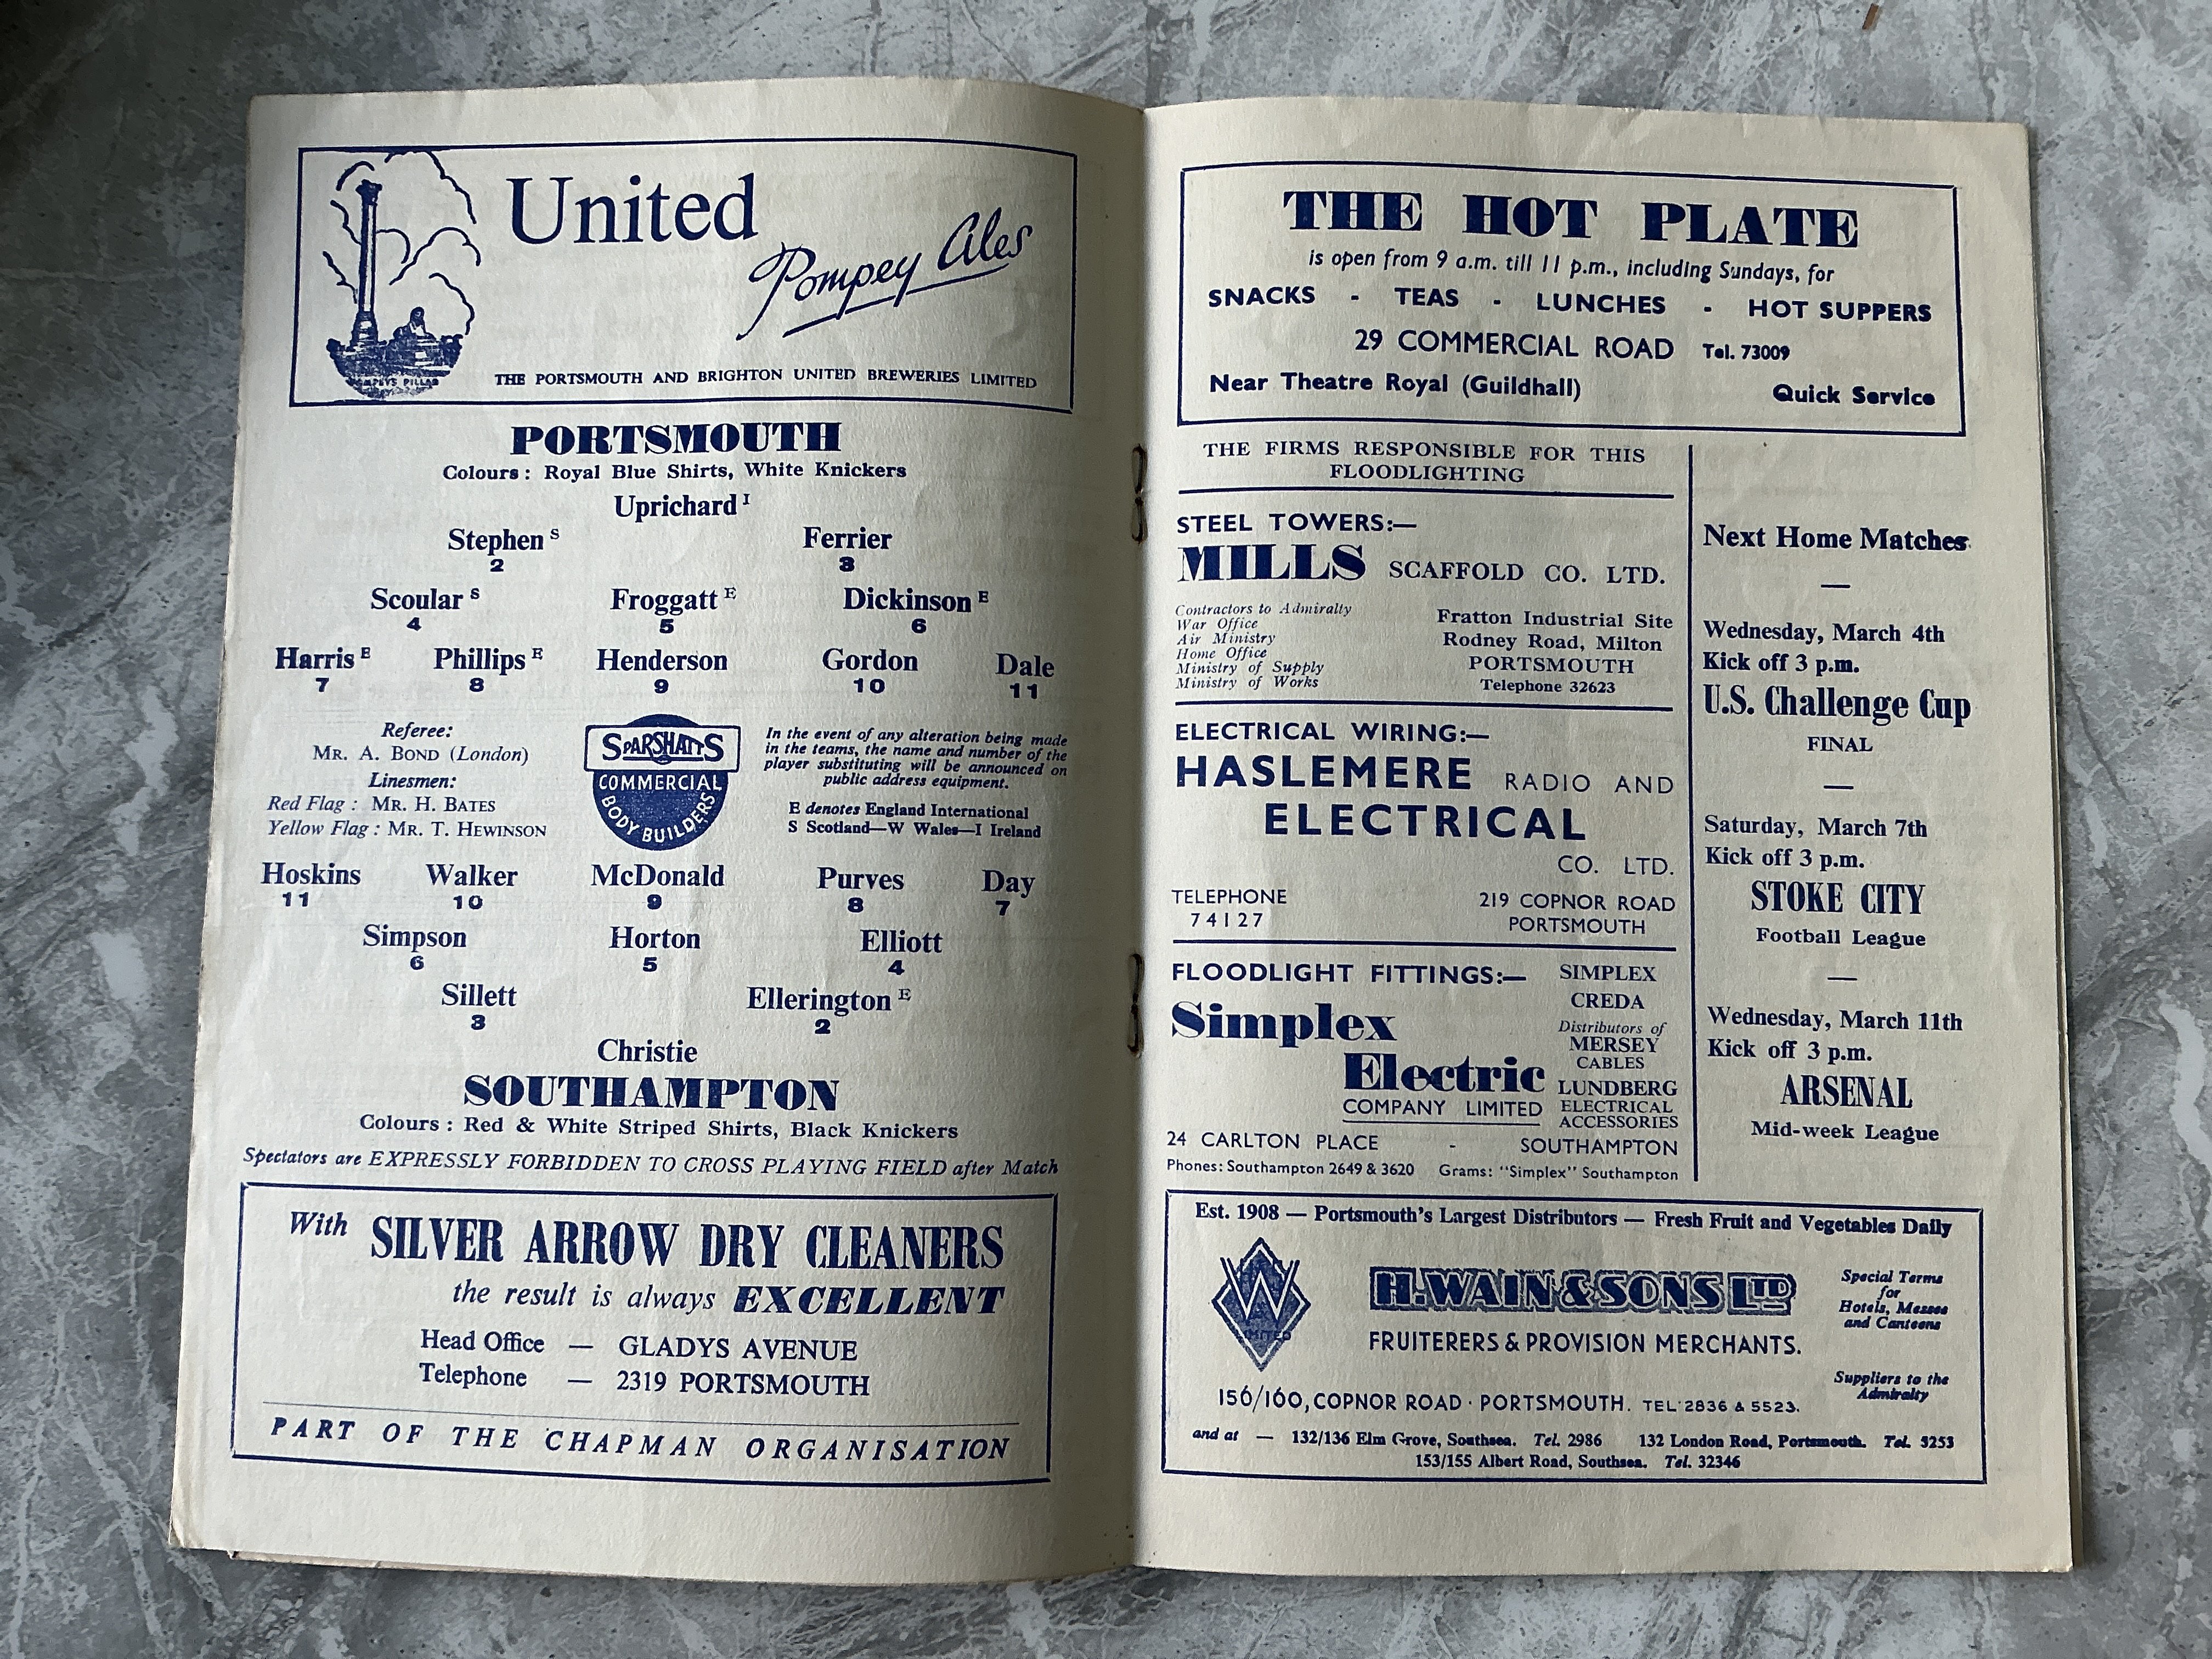 United
Pompey Ales
POMPEYS PILLAR
THE PORTSMOUTH AND BRIGHTON UNITED BREWERIES LIMITED
PORTSMOUTH
Colours : Royal Blue Shirts, White Knickers
Uprichard I
Stephen S Ferrier
2 3
Scoular S Froggatt E Dickinson E
4 5 6
Harris E Phillips E Henderson Gordon Dale
7 8 9 10 11
Referee:
MR. A. BOND (London)
Linesmen:
Red Flag : MR. H. BATES
Yellow Flag : MR. T. HEWINSON
SPARSHATTS
COMMERCIAL
BODY BUILDERS
In the event of any alteration being made
in the teams, the name and number of the
player substituting will be announced on
public address equipment.
E denotes England International
S Scotland—W Wales—I Ireland
Hoskins Walker McDonald Purves Day
11 10 9 8 7
Simpson Horton Elliott
6 5 4
Sillett Ellerington E
3 2
Christie
SOUTHAMPTON
Colours : Red & White Striped Shirts, Black Knickers
Spectators are EXPRESSLY FORBIDDEN TO CROSS PLAYING FIELD after Match
With SILVER ARROW DRY CLEANERS
the result is always EXCELLENT
Head Office — GLADYS AVENUE
Telephone — 2319 PORTSMOUTH
PART OF THE CHAPMAN ORGANISATION
THE HOT PLATE
is open from 9 a.m. till 11 p.m., including Sundays, for
SNACKS - TEAS - LUNCHES - HOT SUPPERS
29 COMMERCIAL ROAD Tel. 73009
Near Theatre Royal (Guildhall) Quick Service
THE FIRMS RESPONSIBLE FOR THIS
FLOODLIGHTING
STEEL TOWERS:—
MILLS SCAFFOLD CO. LTD.
Contractors to Admiralty
War Office
Air Ministry
Home Office
Ministry of Supply
Ministry of Works
Fratton Industrial Site
Rodney Road, Milton
PORTSMOUTH
Telephone 32623
ELECTRICAL WIRING:—
HASLEMERE RADIO AND
ELECTRICAL
CO. LTD.
TELEPHONE
74127
219 COPNOR ROAD
PORTSMOUTH
FLOODLIGHT FITTINGS:—
Simplex
Electric
COMPANY LIMITED
SIMPLEX
CREDA
Distributors of
MERSEY
CABLES
LUNDBERG
ELECTRICAL
ACCESSORIES
24 CARLTON PLACE - SOUTHAMPTON
Phones: Southampton 2649 & 3620 Grams: "Simplex" Southampton
Next Home Matches
—
Wednesday, March 4th
Kick off 3 p.m.
U.S. Challenge Cup
FINAL
—
Saturday, March 7th
Kick off 3 p.m.
STOKE CITY
Football League
—
Wednesday, March 11th
Kick off 3 p.m.
ARSENAL
Mid-week League
Est. 1908 — Portsmouth's Largest Distributors — Fresh Fruit and Vegetables Daily
W
LIMITED
H. WAIN & SONS LTD
FRUITERERS & PROVISION MERCHANTS.
Special Terms
for
Hotels, Messes
and Canteens
Suppliers to the
Admiralty
156/160, COPNOR ROAD · PORTSMOUTH. TEL 2836 & 5523.
and at — 132/136 Elm Grove, Southsea. Tel. 2986 132 London Road, Portsmouth. Tel. 3253
153/155 Albert Road, Southsea. Tel. 32346